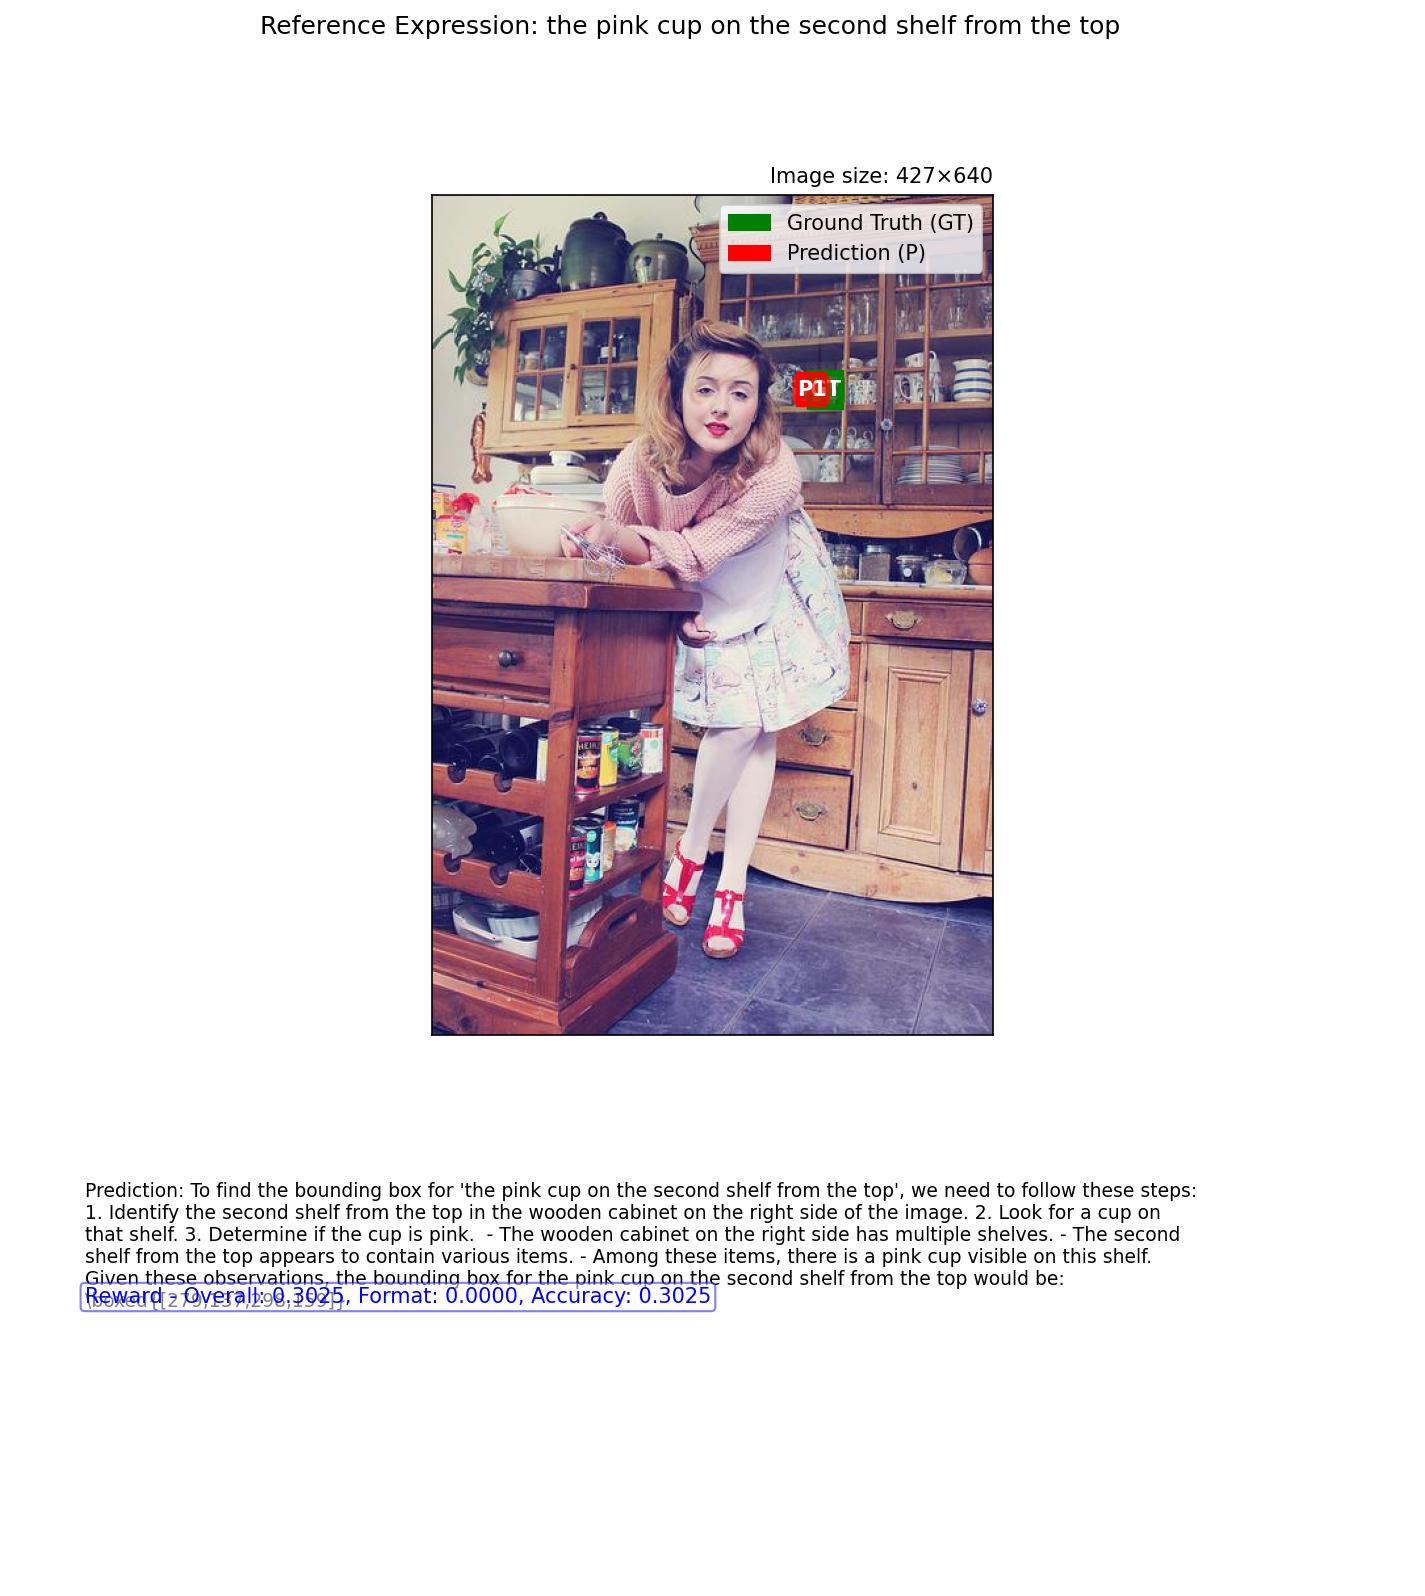 Reference Expression: the pink cup on the second shelf from the top
Image size: 427×640
Ground Truth (GT)
Prediction (P)
P1
T
HEINZ
Prediction: To find the bounding box for 'the pink cup on the second shelf from the top', we need to follow these steps:
1. Identify the second shelf from the top in the wooden cabinet on the right side of the image. 2. Look for a cup on
that shelf. 3. Determine if the cup is pink.  - The wooden cabinet on the right side has multiple shelves. - The second
shelf from the top appears to contain various items. - Among these items, there is a pink cup visible on this shelf.
Given these observations, the bounding box for the pink cup on the second shelf from the top would be:
\boxed{[279,137,298,159]}
Reward - Overall: 0.3025, Format: 0.0000, Accuracy: 0.3025